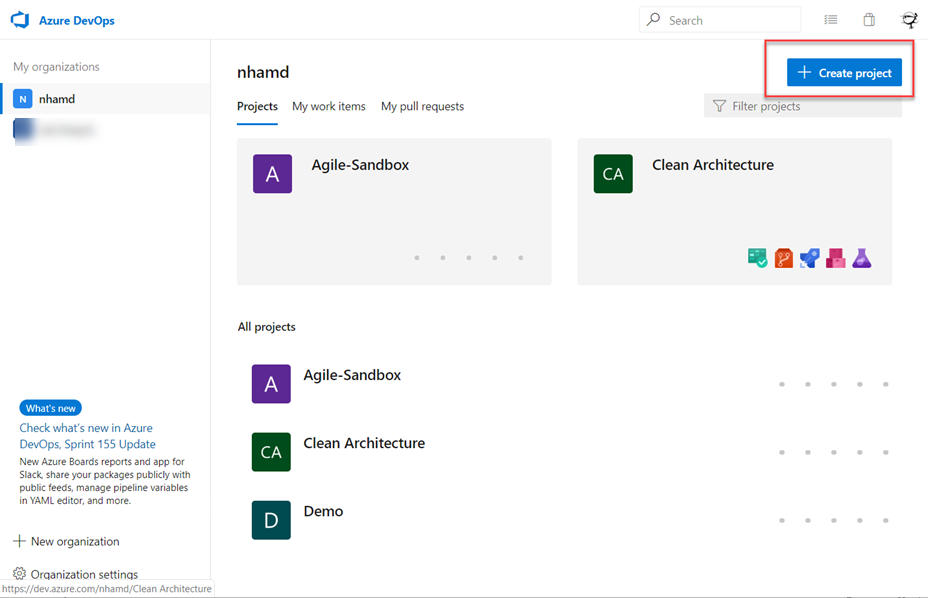 Azure DevOps
Search
My organizations
N nhamd
nhamd
+ Create project
Projects My work items My pull requests
Filter projects
A Agile-Sandbox
CA Clean Architecture
All projects
A Agile-Sandbox
CA Clean Architecture
D Demo
What's new
Check what's new in Azure
DevOps, Sprint 155 Update
New Azure Boards reports and app for
Slack, share your packages publicly with
public feeds, manage pipeline variables
in YAML editor, and more.
+ New organization
Organization settings
https://dev.azure.com/nhamd/Clean Architecture